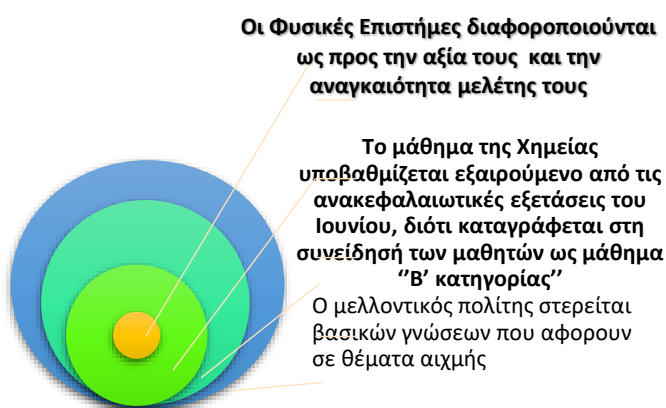 Οι Φυσικές Επιστήμες διαφοροποιούνται
ως προς την αξία τους και την
αναγκαιότητα μελέτης τους
Το μάθημα της Χημείας
υποβαθμίζεται εξαιρούμενο από τις
ανακεφαλαιωτικές εξετάσεις του
Ιουνίου, διότι καταγράφεται στη
συνείδησή των μαθητών ως μάθημα
‘’Β’ κατηγορίας’’
Ο μελλοντικός πολίτης στερείται
βασικών γνώσεων που αφορουν
σε θέματα αιχμής